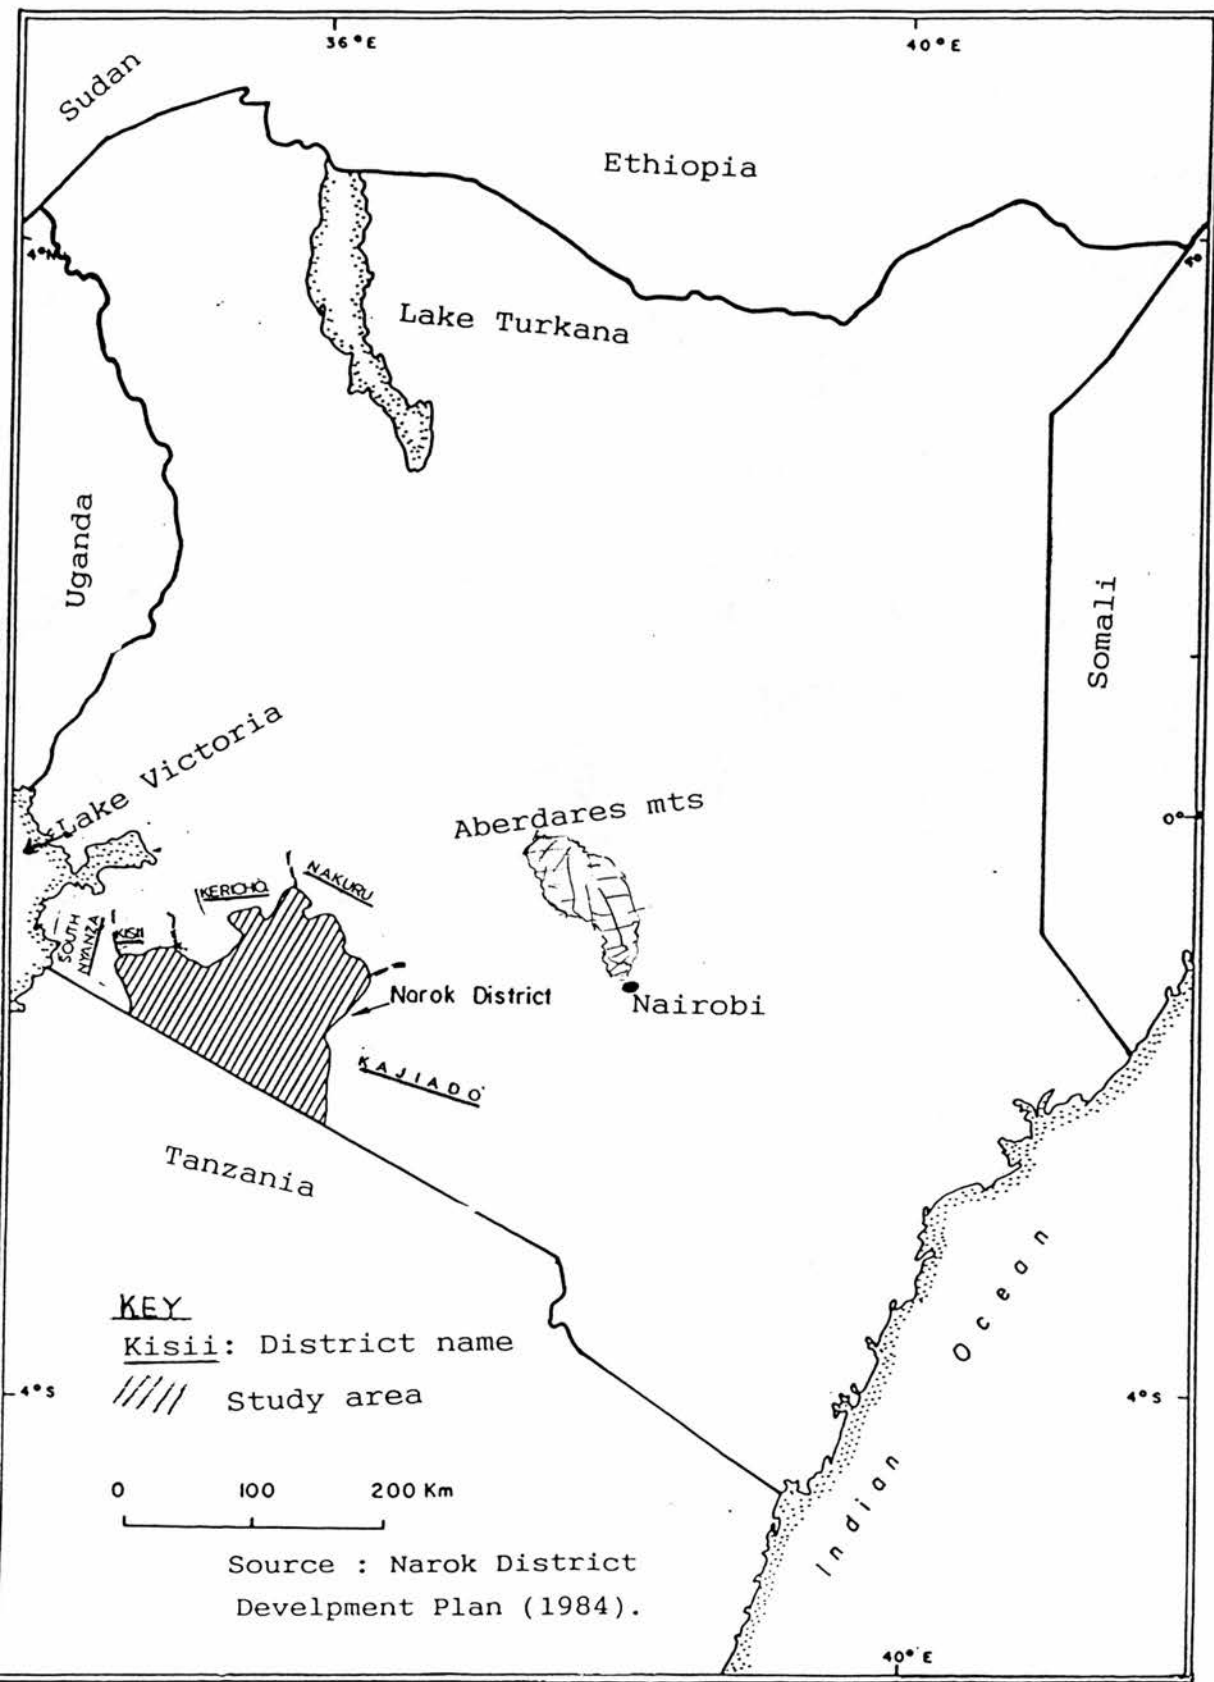 36°E
40°E
Sudan
Ethiopia
4°N
4°
Lake Turkana
Uganda
Somali
Lake Victoria
Aberdares mts
0°
NAKURU
KERICHO
SOUTH
NYANZA
KISII
Narok District
Nairobi
KAJIADO
Tanzania
Indian Ocean
KEY
Kisii: District name
Study area
4°S
4°S
0 100 200 Km
Source : Narok District
Develpment Plan (1984).
40°E